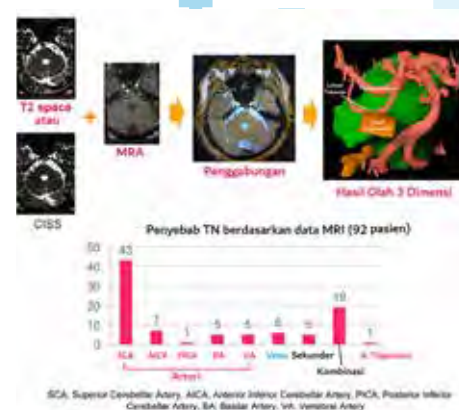 T2 space
atau
CISS
MRA
Penggabungan
Hasil Olah 3 Dimensi
Penyebab TN berdasarkan data MRI (92 pasien)
50
40
30
20
10
0
43
7
1
5
5
6
5
19
1
SCA
AICA
PICA
BA
VA
Vena
Sekunder
Kombinasi
Arteri
SCA, Superior Cerebellar Artery, AICA, Anterior Inferior Cerebellar Artery, PICA, Posterior Inferior
Cerebellar Artery, BA, Basilar Artery, VA, Vertebral Artery